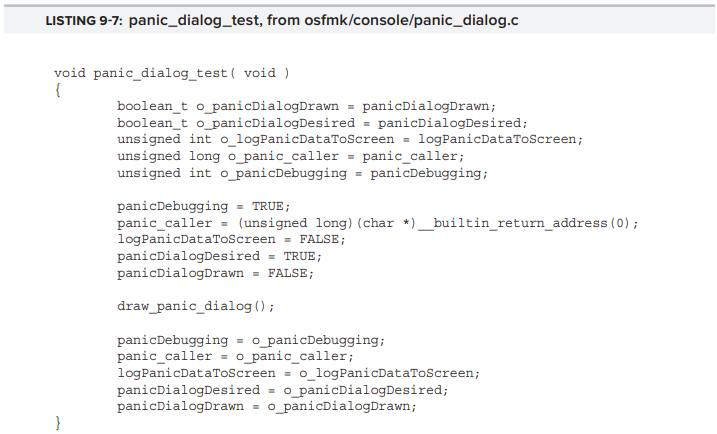 LISTING 9-7: panic_dialog_test, from osfmk/console/panic_dialog.c
void panic_dialog_test( void )
{
boolean_t o_panicDialogDrawn = panicDialogDrawn;
boolean_t o_panicDialogDesired = panicDialogDesired;
unsigned int o_logPanicDataToScreen = logPanicDataToScreen;
unsigned long o_panic_caller = panic_caller;
unsigned int o_panicDebugging = panicDebugging;
panicDebugging = TRUE;
panic_caller = (unsigned long)(char *)__builtin_return_address(0);
logPanicDataToScreen = FALSE;
panicDialogDesired = TRUE;
panicDialogDrawn = FALSE;
draw_panic_dialog();
panicDebugging = o_panicDebugging;
panic_caller = o_panic_caller;
logPanicDataToScreen = o_logPanicDataToScreen;
panicDialogDesired = o_panicDialogDesired;
panicDialogDrawn = o_panicDialogDrawn;
}